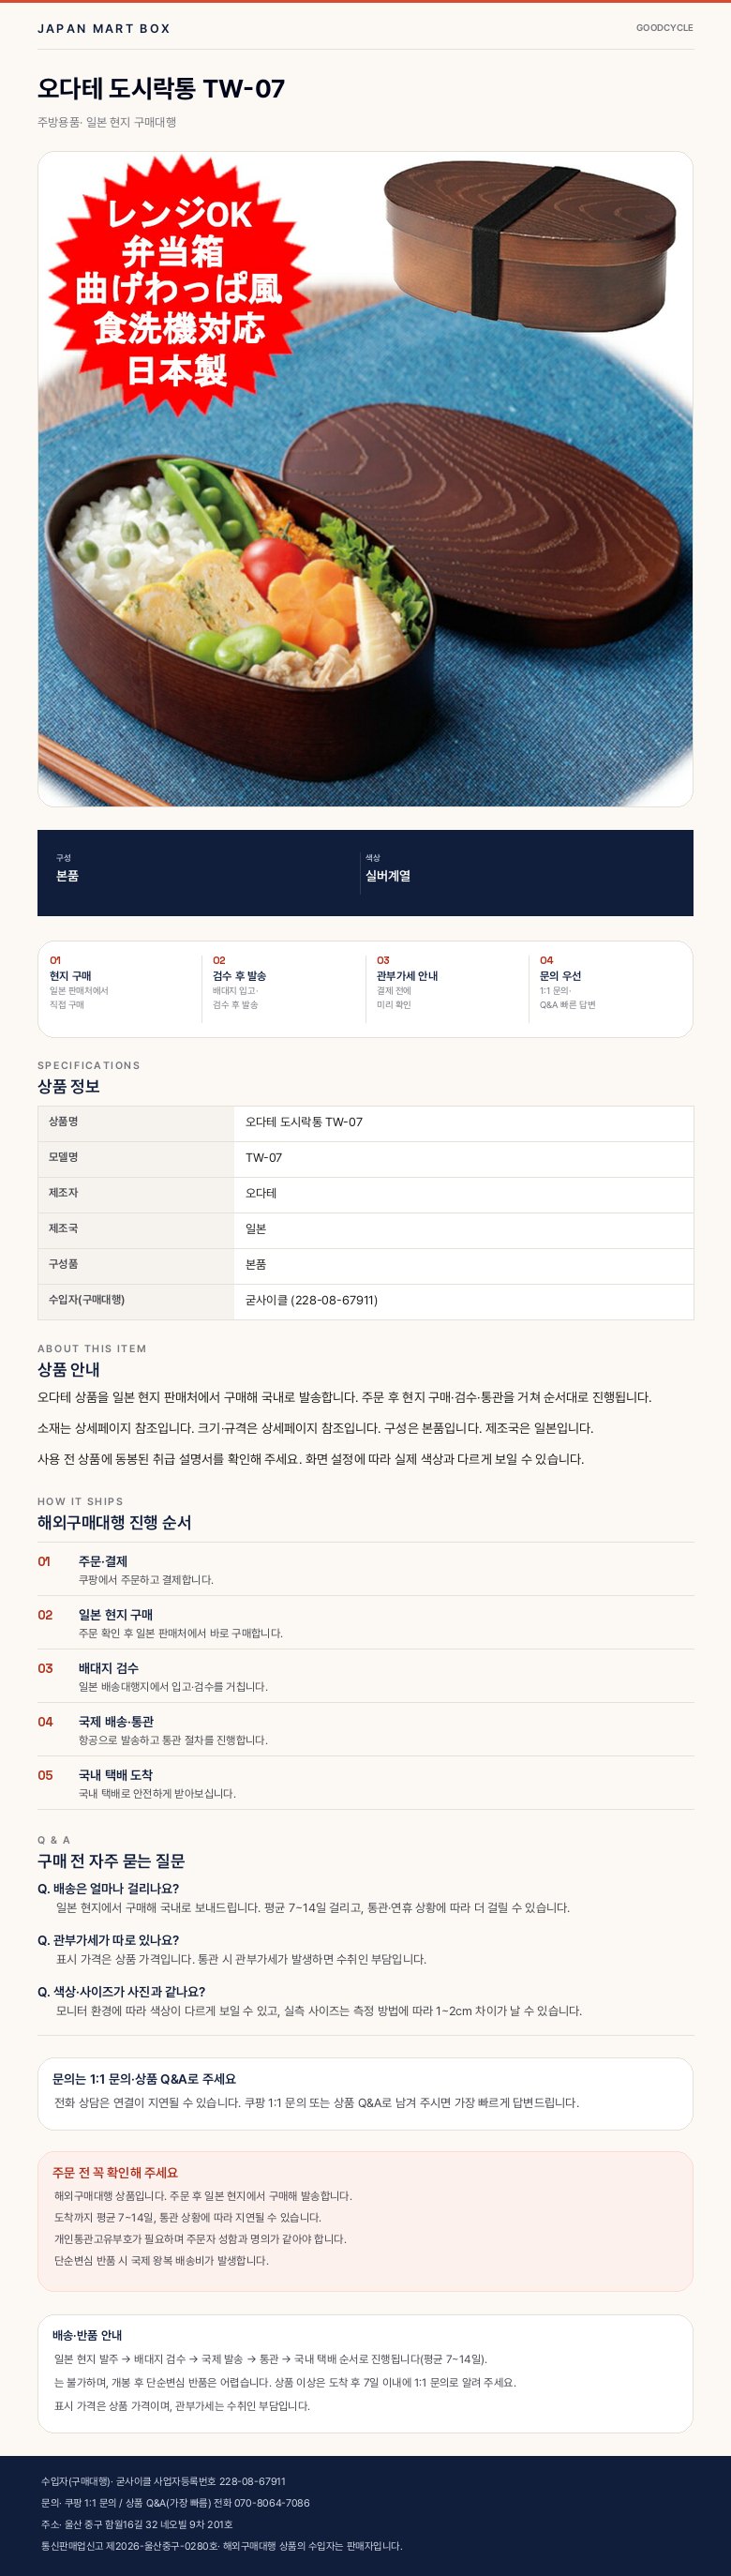 JAPAN MART BOX
GOODCYCLE
오다테 도시락통 TW-07
주방용품· 일본 현지 구매대행
レンジOK
弁当箱
曲げわっぱ風
食洗機対応
日本製
구성
본품
색상
실버계열
01
현지 구매
일본 판매처에서
직접 구매
02
검수 후 발송
배대지 입고·
검수 후 발송
03
관부가세 안내
결제 전에
미리 확인
04
문의 우선
1:1 문의·
Q&A 빠른 답변
SPECIFICATIONS
상품 정보
상품명 오다테 도시락통 TW-07
모델명 TW-07
제조자 오다테
제조국 일본
구성품 본품
수입자(구매대행) 굳사이클 (228-08-67911)
ABOUT THIS ITEM
상품 안내
오다테 상품을 일본 현지 판매처에서 구매해 국내로 발송합니다. 주문 후 현지 구매·검수·통관을 거쳐 순서대로 진행됩니다.
소재는 상세페이지 참조입니다. 크기·규격은 상세페이지 참조입니다. 구성은 본품입니다. 제조국은 일본입니다.
사용 전 상품에 동봉된 취급 설명서를 확인해 주세요. 화면 설정에 따라 실제 색상과 다르게 보일 수 있습니다.
HOW IT SHIPS
해외구매대행 진행 순서
01 주문·결제
쿠팡에서 주문하고 결제합니다.
02 일본 현지 구매
주문 확인 후 일본 판매처에서 바로 구매합니다.
03 배대지 검수
일본 배송대행지에서 입고·검수를 거칩니다.
04 국제 배송·통관
항공으로 발송하고 통관 절차를 진행합니다.
05 국내 택배 도착
국내 택배로 안전하게 받아보십니다.
Q & A
구매 전 자주 묻는 질문
Q. 배송은 얼마나 걸리나요?
일본 현지에서 구매해 국내로 보내드립니다. 평균 7~14일 걸리고, 통관·연휴 상황에 따라 더 걸릴 수 있습니다.
Q. 관부가세가 따로 있나요?
표시 가격은 상품 가격입니다. 통관 시 관부가세가 발생하면 수취인 부담입니다.
Q. 색상·사이즈가 사진과 같나요?
모니터 환경에 따라 색상이 다르게 보일 수 있고, 실측 사이즈는 측정 방법에 따라 1~2cm 차이가 날 수 있습니다.
문의는 1:1 문의·상품 Q&A로 주세요
전화 상담은 연결이 지연될 수 있습니다. 쿠팡 1:1 문의 또는 상품 Q&A로 남겨 주시면 가장 빠르게 답변드립니다.
주문 전 꼭 확인해 주세요
해외구매대행 상품입니다. 주문 후 일본 현지에서 구매해 발송합니다.
도착까지 평균 7~14일, 통관 상황에 따라 지연될 수 있습니다.
개인통관고유부호가 필요하며 주문자 성함과 명의가 같아야 합니다.
단순변심 반품 시 국제 왕복 배송비가 발생합니다.
배송·반품 안내
일본 현지 발주 → 배대지 검수 → 국제 발송 → 통관 → 국내 택배 순서로 진행됩니다(평균 7~14일).
는 불가하며, 개봉 후 단순변심 반품은 어렵습니다. 상품 이상은 도착 후 7일 이내에 1:1 문의로 알려 주세요.
표시 가격은 상품 가격이며, 관부가세는 수취인 부담입니다.
수입자(구매대행)· 굳사이클 사업자등록번호 228-08-67911
문의· 쿠팡 1:1 문의 / 상품 Q&A(가장 빠름) 전화 070-8064-7086
주소· 울산 중구 함월16길 32 네오빌 9차 201호
통신판매업신고 제2026-울산중구-0280호· 해외구매대행 상품의 수입자는 판매자입니다.